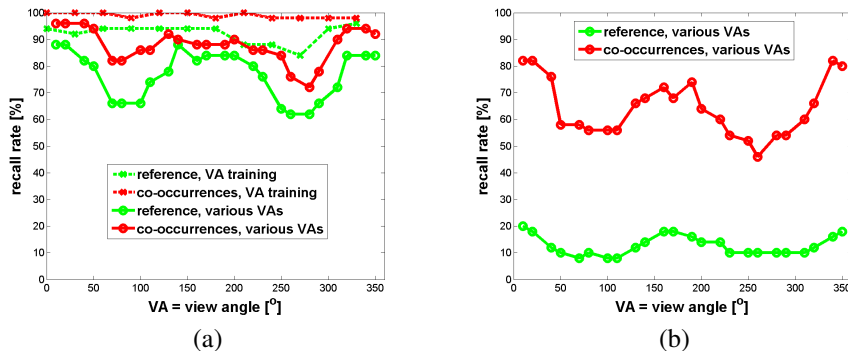 recall rate [%]
100
90
80
70
60
50
40
30
20
10
0
reference, VA training
co-occurrences, VA training
reference, various VAs
co-occurrences, various VAs
0 50 100 150 200 250 300 350
VA = view angle [o]
(a)
recall rate [%]
100
90
80
70
60
50
40
30
20
10
0
reference, various VAs
co-occurrences, various VAs
0 50 100 150 200 250 300 350
VA = view angle [o]
(b)